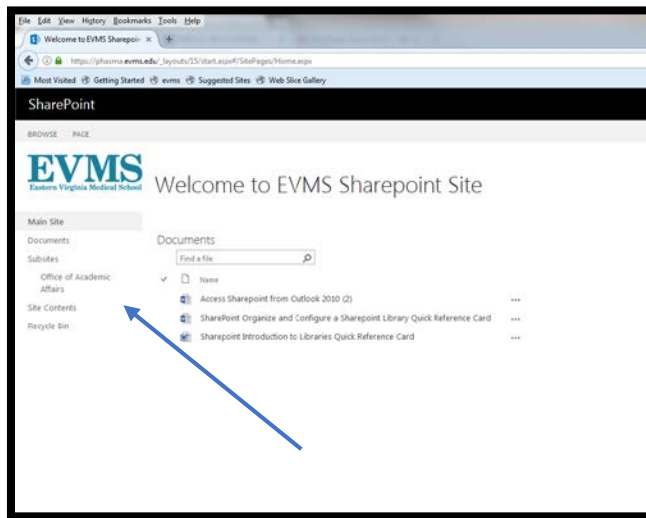 File Edit View History Bookmarks Tools Help
Welcome to EVMS Sharepoin × +
https://phasma.evms.edu/_layouts/15/start.aspx#/SitePages/Home.aspx
Most Visited Getting Started evms Suggested Sites Web Slice Gallery
SharePoint
BROWSE PAGE
EVMS
Eastern Virginia Medical School
Welcome to EVMS Sharepoint Site
Main Site
Documents
Subsites
Office of Academic
Affairs
Site Contents
Recycle Bin
Documents
Find a file
Name
Access Sharepoint from Outlook 2010 (2) ...
SharePoint Organize and Configure a Sharepoint Library Quick Reference Card ...
Sharepoint Introduction to Libraries Quick Reference Card ...